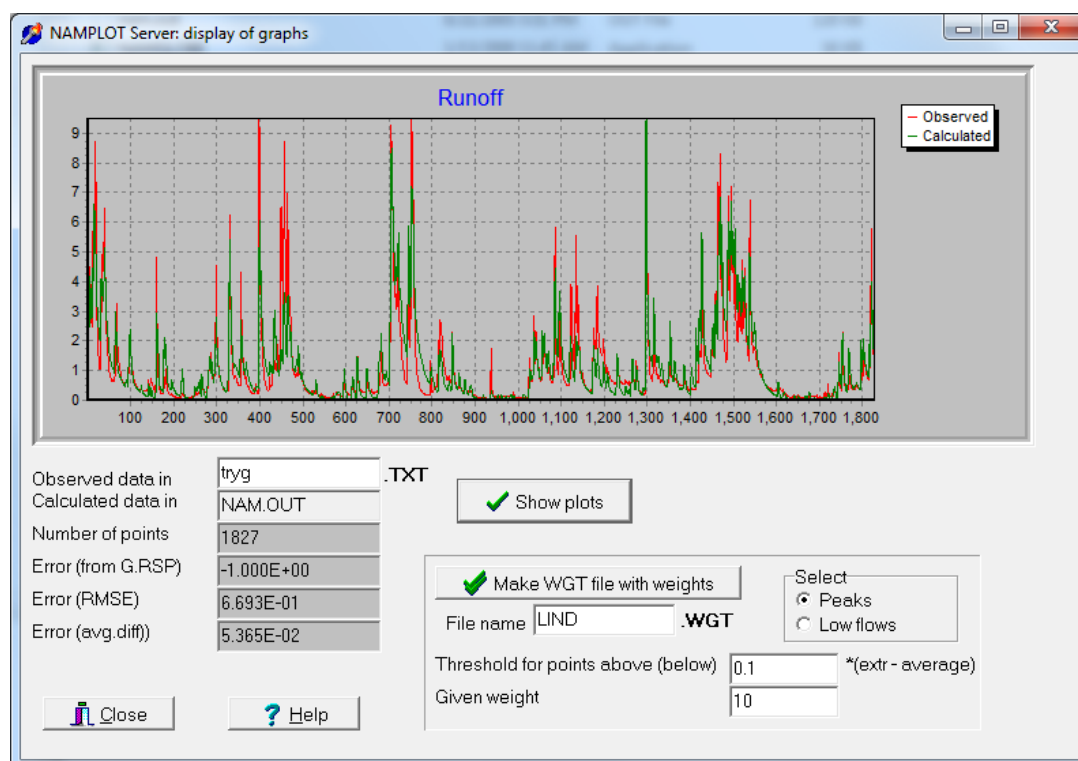 NAMPLOT Server: display of graphs
Runoff
Observed
Calculated
9
8
7
6
5
4
3
2
1
0
100 200 300 400 500 600 700 800 900 1,000 1,100 1,200 1,300 1,400 1,500 1,600 1,700 1,800
Observed data in tryg .TXT
Calculated data in NAM.OUT
Show plots
Number of points 1827
Error (from G.RSP) -1.000E+00
Error (RMSE) 6.693E-01
Error (avg.diff)) 5.365E-02
Make WGT file with weights
File name LIND .WGT
Select
Peaks
Low flows
Threshold for points above (below) 0.1 *(extr - average)
Given weight 10
Close
Help